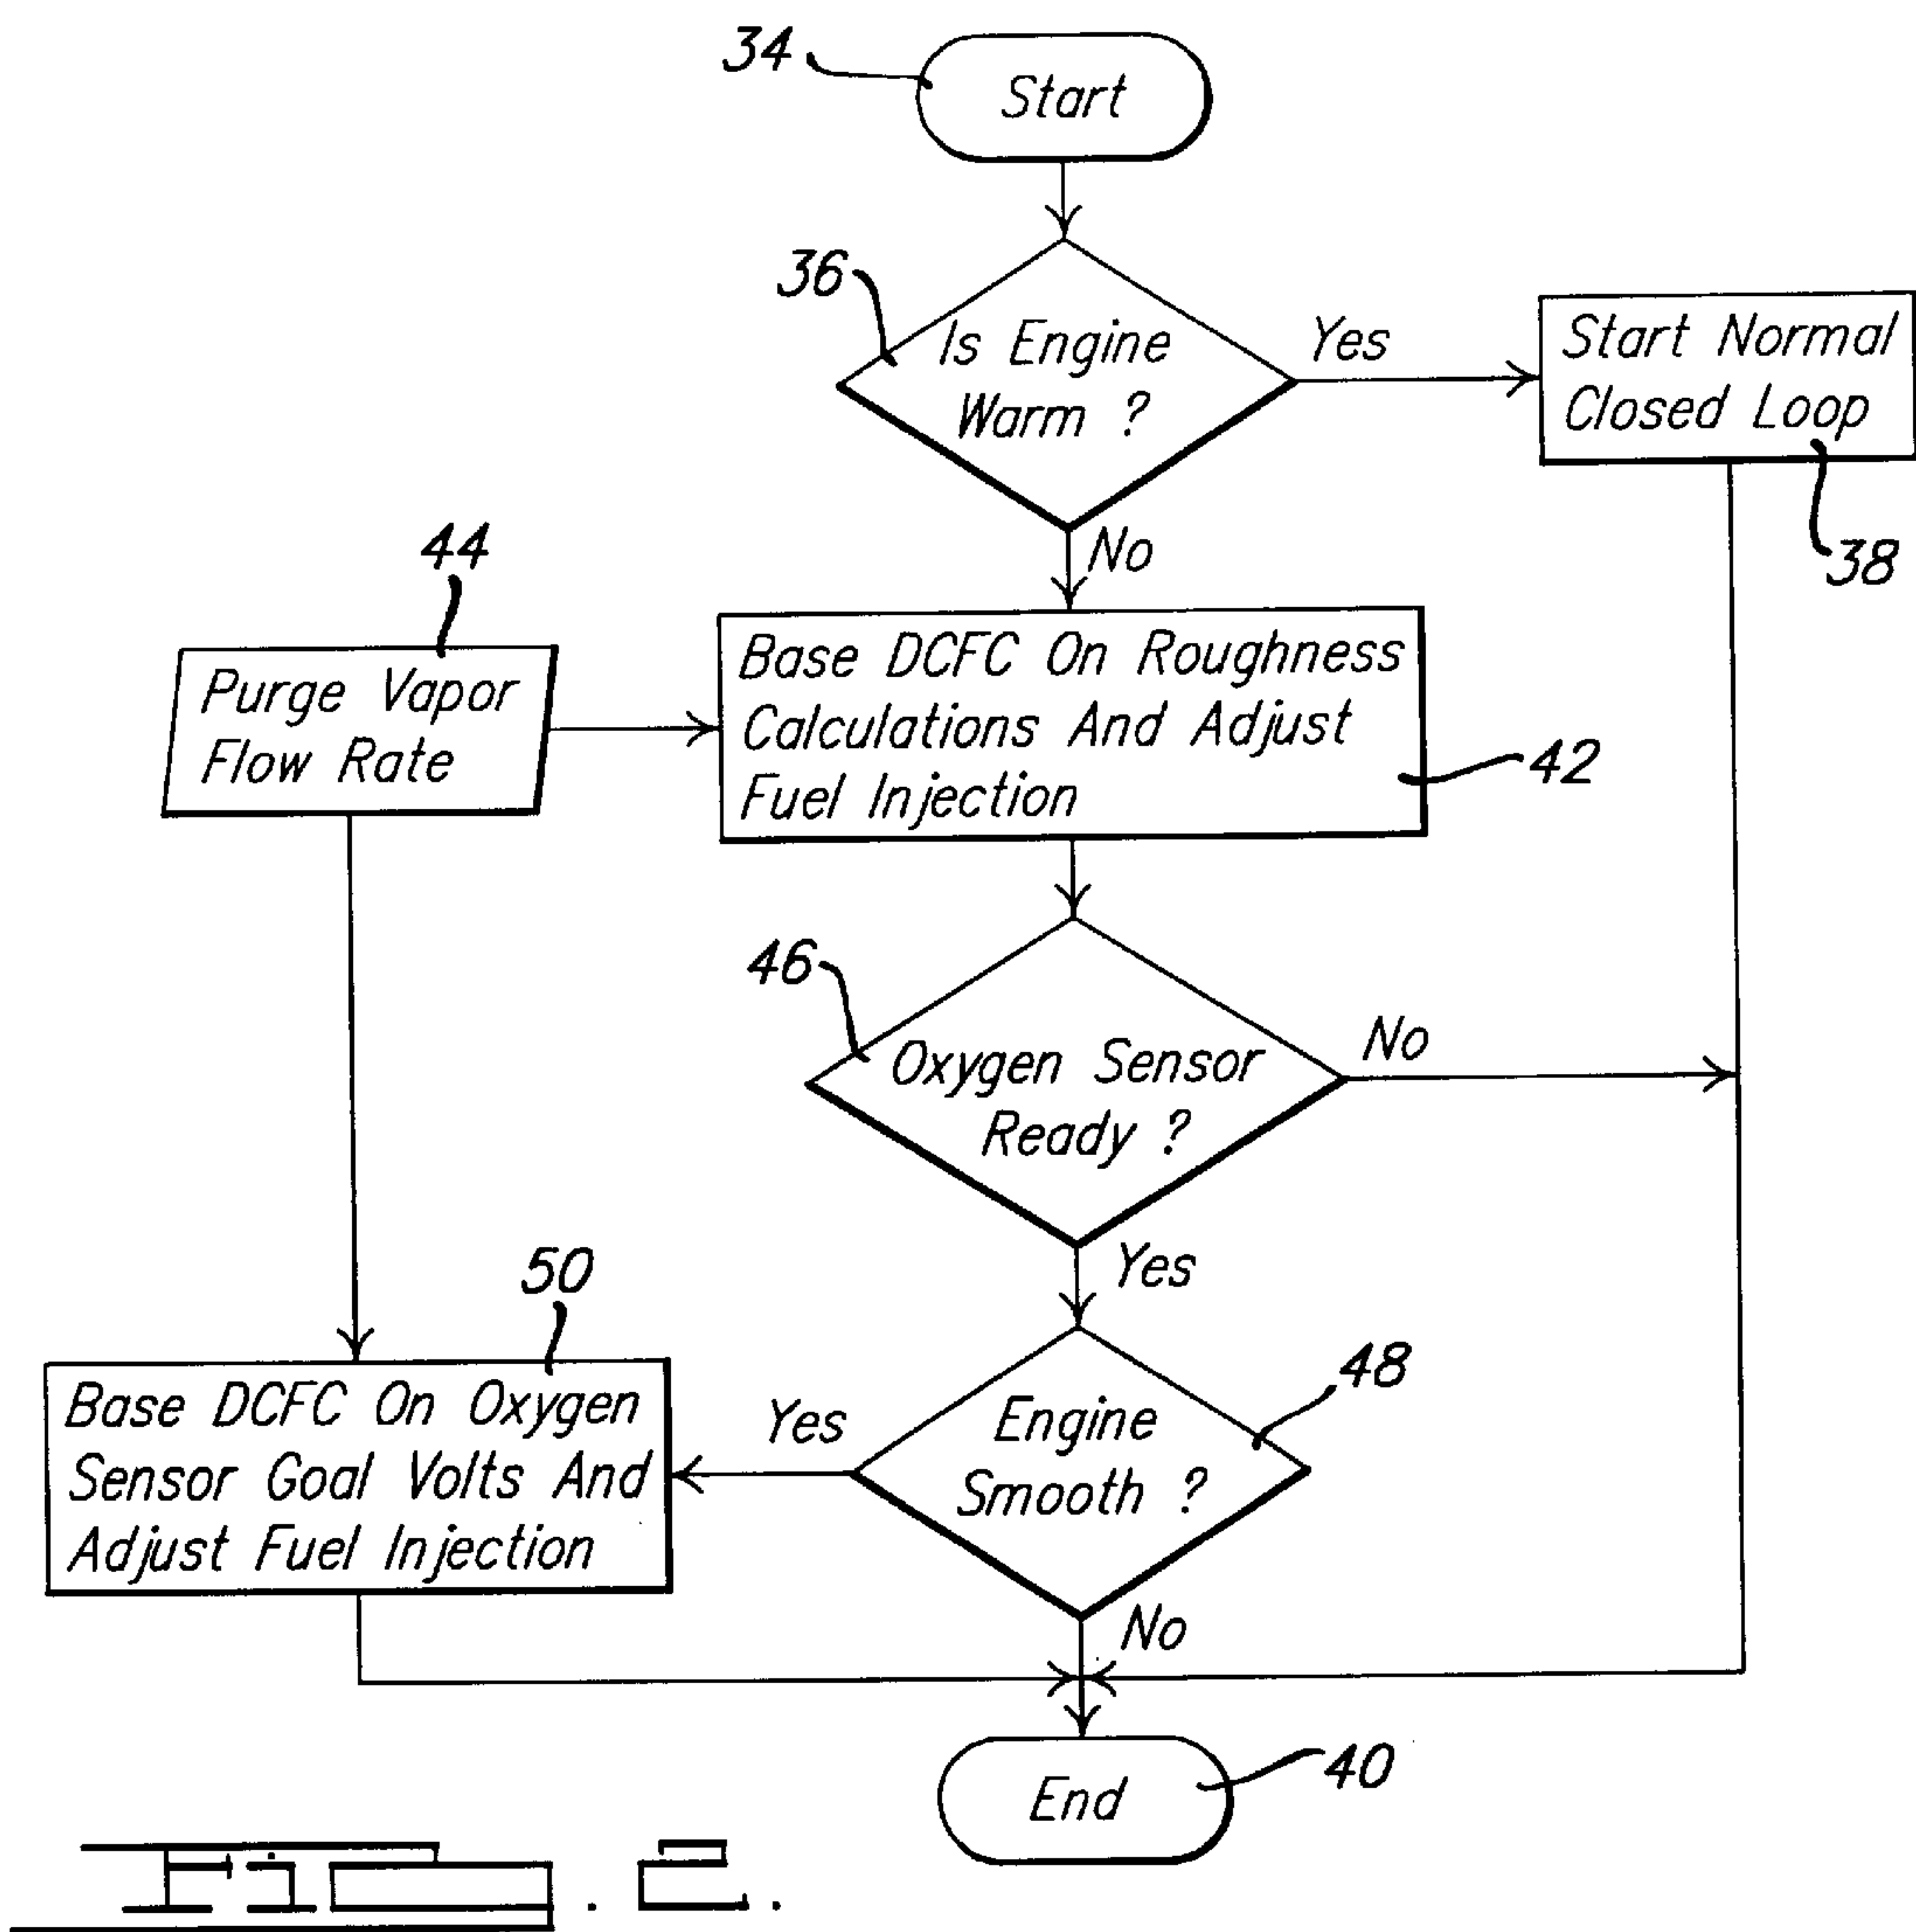 34
Start
36
Is Engine
Warm ?
Yes
Start Normal
Closed Loop
38
No
44
Purge Vapor
Flow Rate
Base DCFC On Roughness
Calculations And Adjust
Fuel Injection
42
46
Oxygen Sensor
Ready ?
No
Yes
50
Base DCFC On Oxygen
Sensor Goal Volts And
Adjust Fuel Injection
Yes
Engine
Smooth ?
48
No
End
40
Fig. 2.